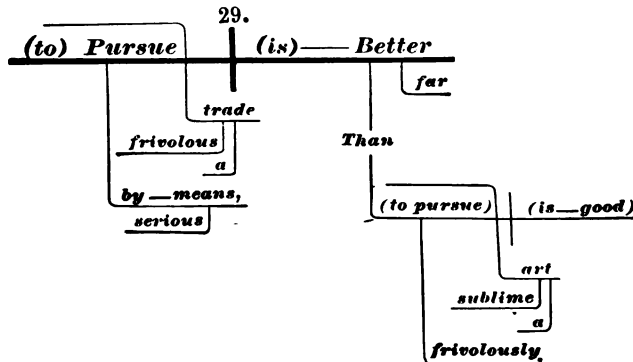 29.
(to) Pursue (is) — Better
far
trade
frivolous
Than
a
by — means,
(to pursue) (is — good)
serious
art
sublime
a
frivolously.